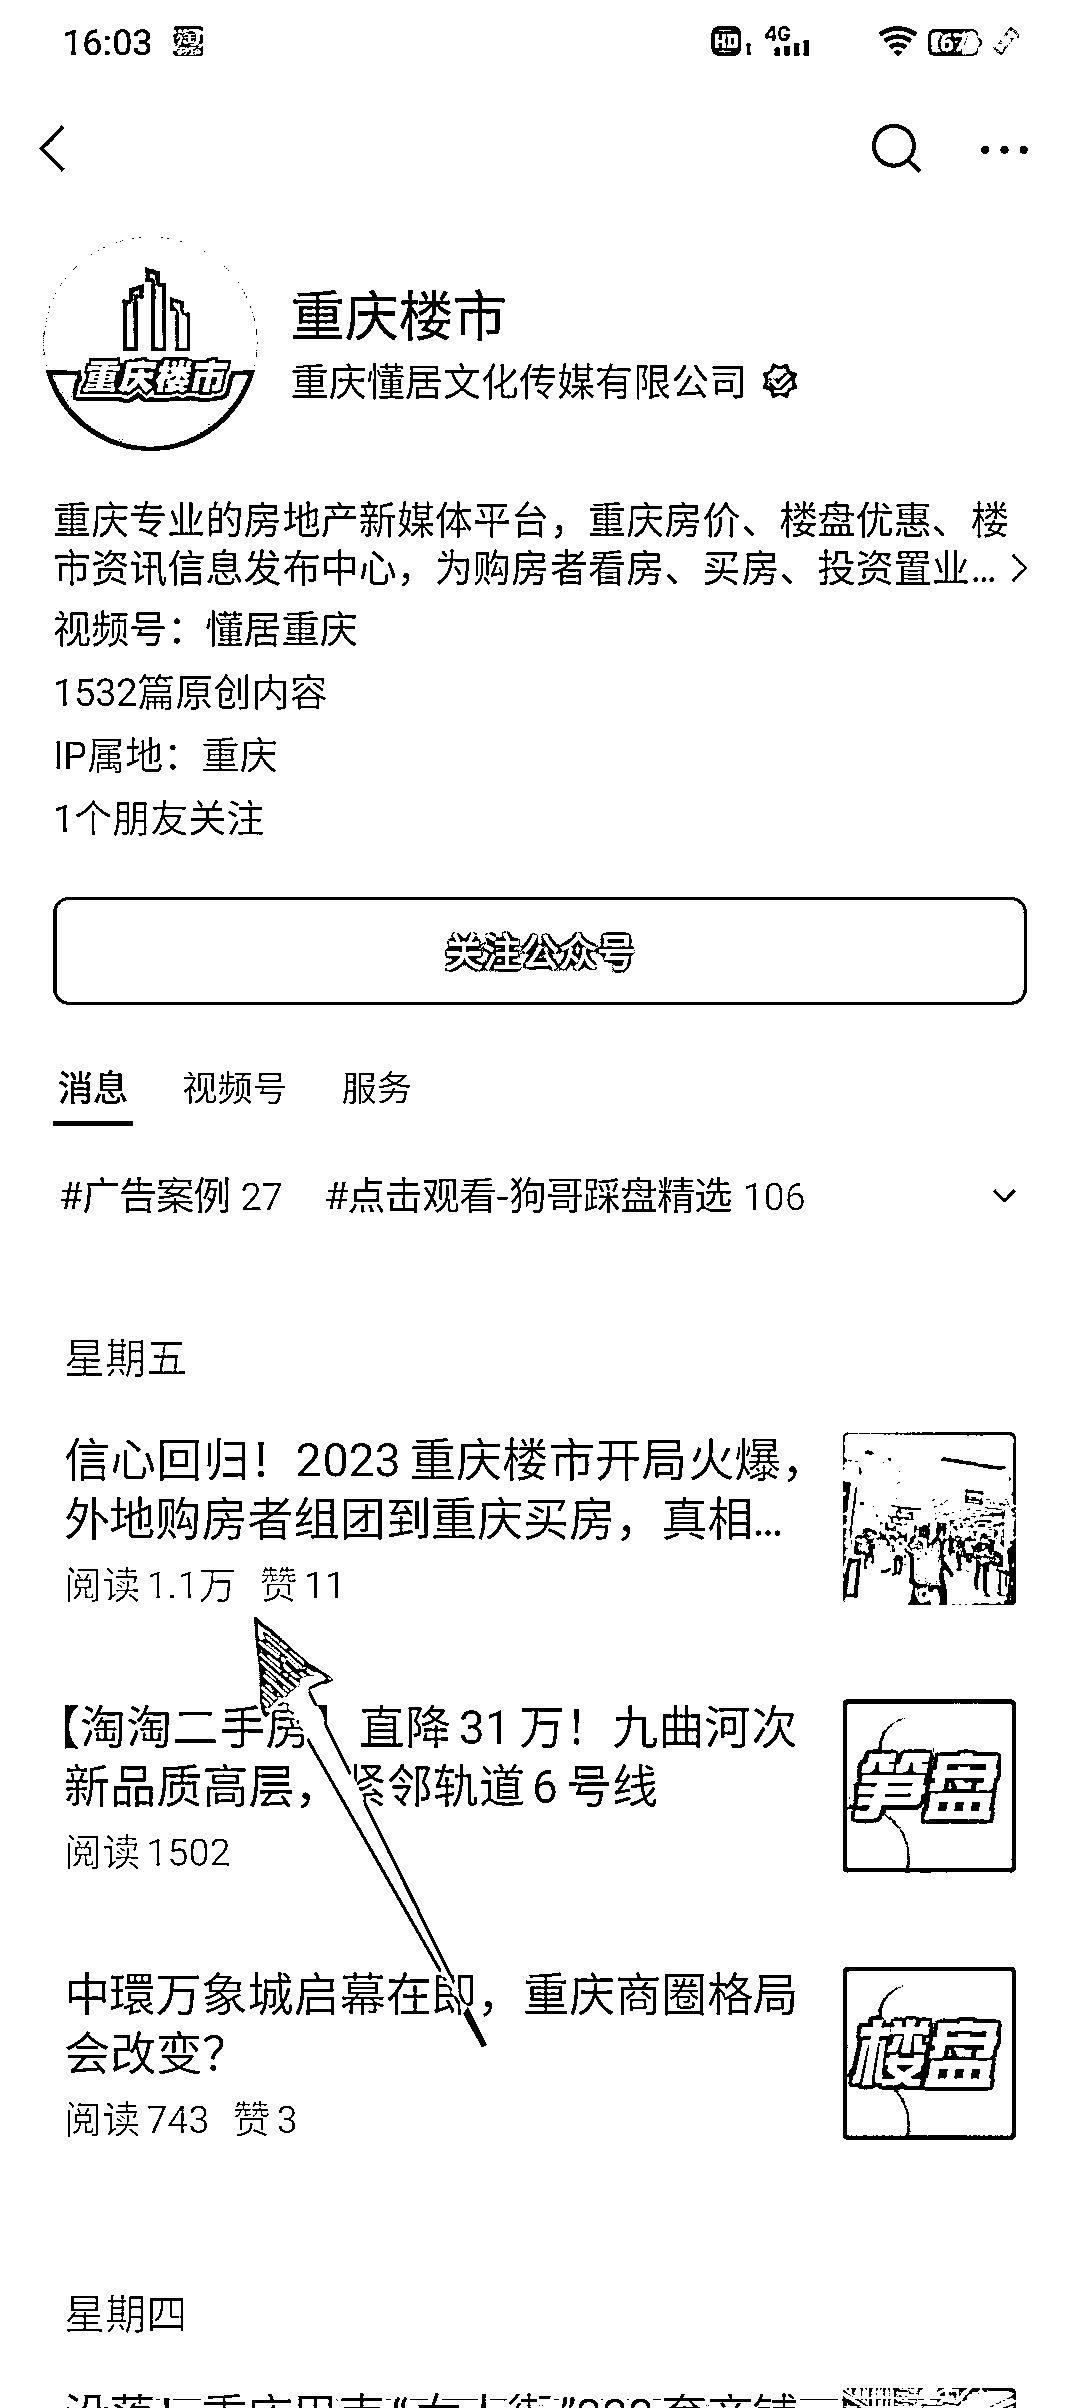 16:03
HD 4G 67
重庆楼市
重庆楼市
重庆懂居文化传媒有限公司
重庆专业的房地产新媒体平台，重庆房价、楼盘优惠、楼
市资讯信息发布中心，为购房者看房、买房、投资置业...
视频号：懂居重庆
1532篇原创内容
IP属地：重庆
1个朋友关注
关注公众号
消息 视频号 服务
#广告案例 27 #点击观看-狗哥踩盘精选 106
星期五
信心回归！2023 重庆楼市开局火爆，
外地购房者组团到重庆买房，真相...
阅读 1.1万 赞 11
【淘淘二手房】直降 31 万！九曲河次
新品质高层，紧邻轨道 6 号线
阅读 1502
笋盘
中環万象城启幕在即，重庆商圈格局
会改变？
阅读 743 赞 3
楼盘
星期四